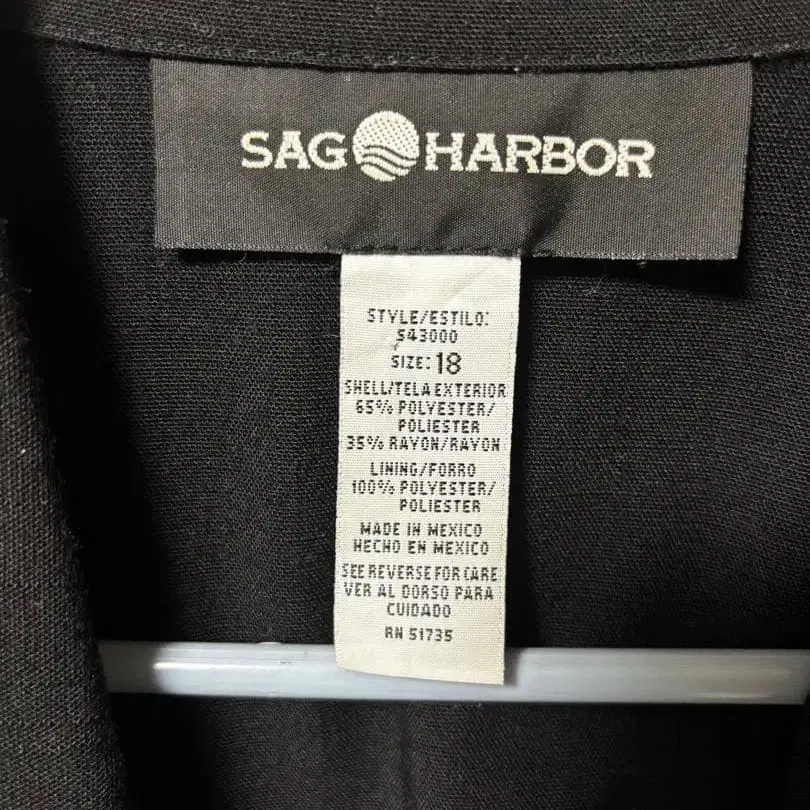 SAG HARBOR
STYLE/ESTILO:
S43000
SIZE: 18
SHELL/TELA EXTERIOR
65% POLYESTER/
POLIESTER
35% RAYON/RAYON
LINING/FORRO
100% POLYESTER/
POLIESTER
MADE IN MEXICO
HECHO EN MEXICO
SEE REVERSE FOR CARE
VER AL DORSO PARA
CUIDADO
RN 51735